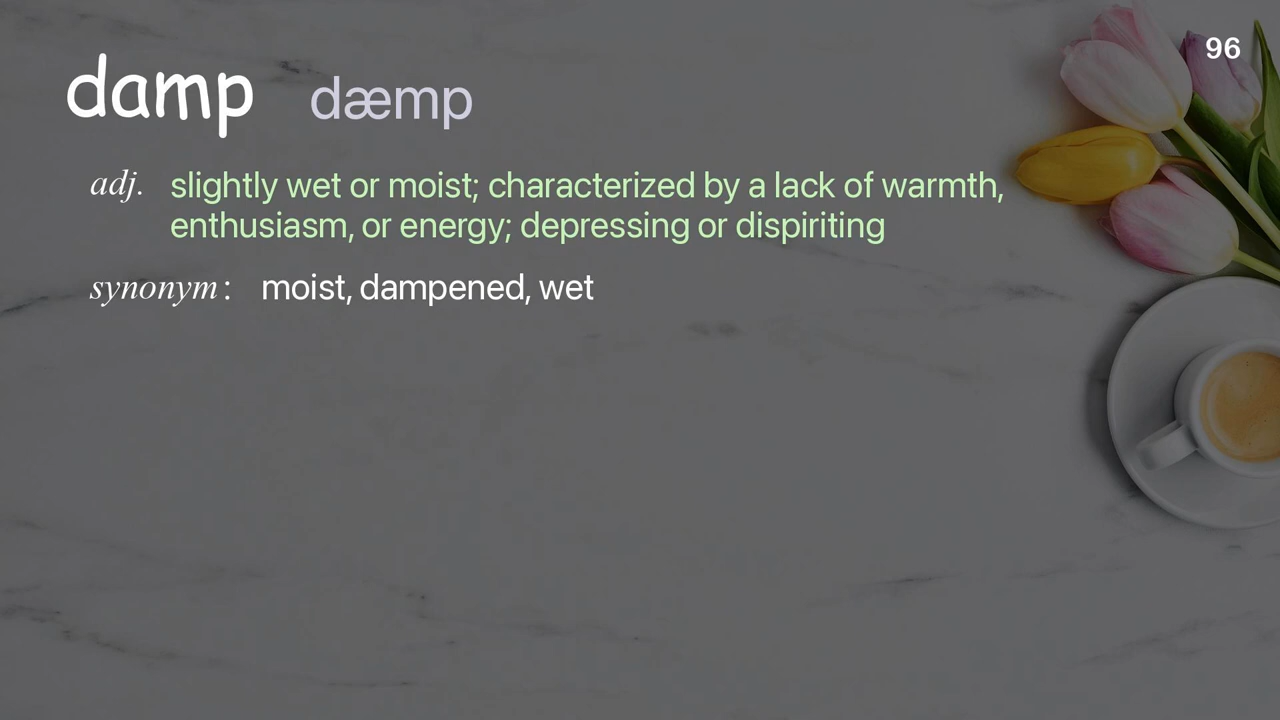 96
damp dæmp
adj. slightly wet or moist; characterized by a lack of warmth,
enthusiasm, or energy; depressing or dispiriting
synonym : moist, dampened, wet